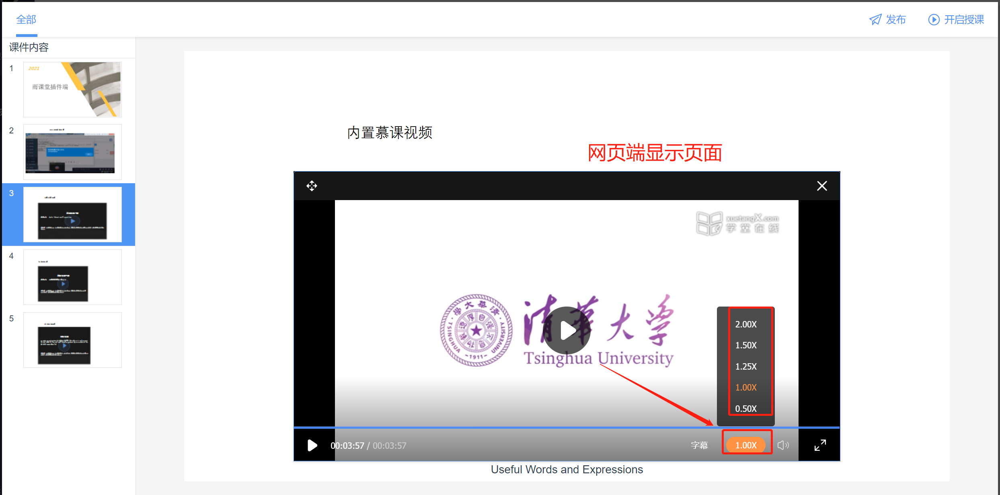 全部
发布
开启授课
课件内容
1
2021
雨课堂插件端
2
3
4
5
内置慕课视频
网页端显示页面
xuetangX.com
学堂在线
清华大学
Tsinghua University
TSINGHUA UNIVERSITY
-1911-
2.00X
1.50X
1.25X
1.00X
0.50X
00:03:57 / 00:03:57
字幕
1.00X
Useful Words and Expressions